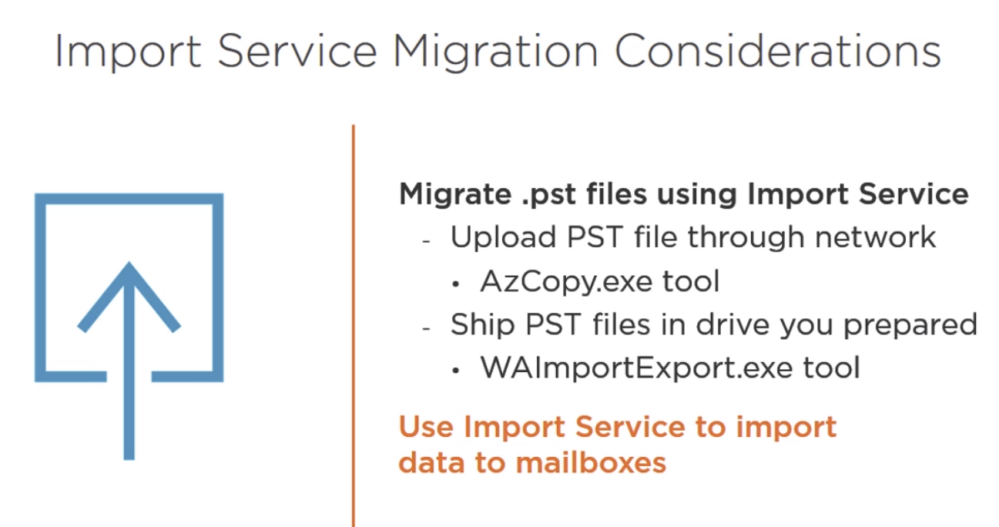 Import Service Migration Considerations
Migrate .pst files using Import Service
- Upload PST file through network
• AzCopy.exe tool
- Ship PST files in drive you prepared
• WAImportExport.exe tool
Use Import Service to import
data to mailboxes